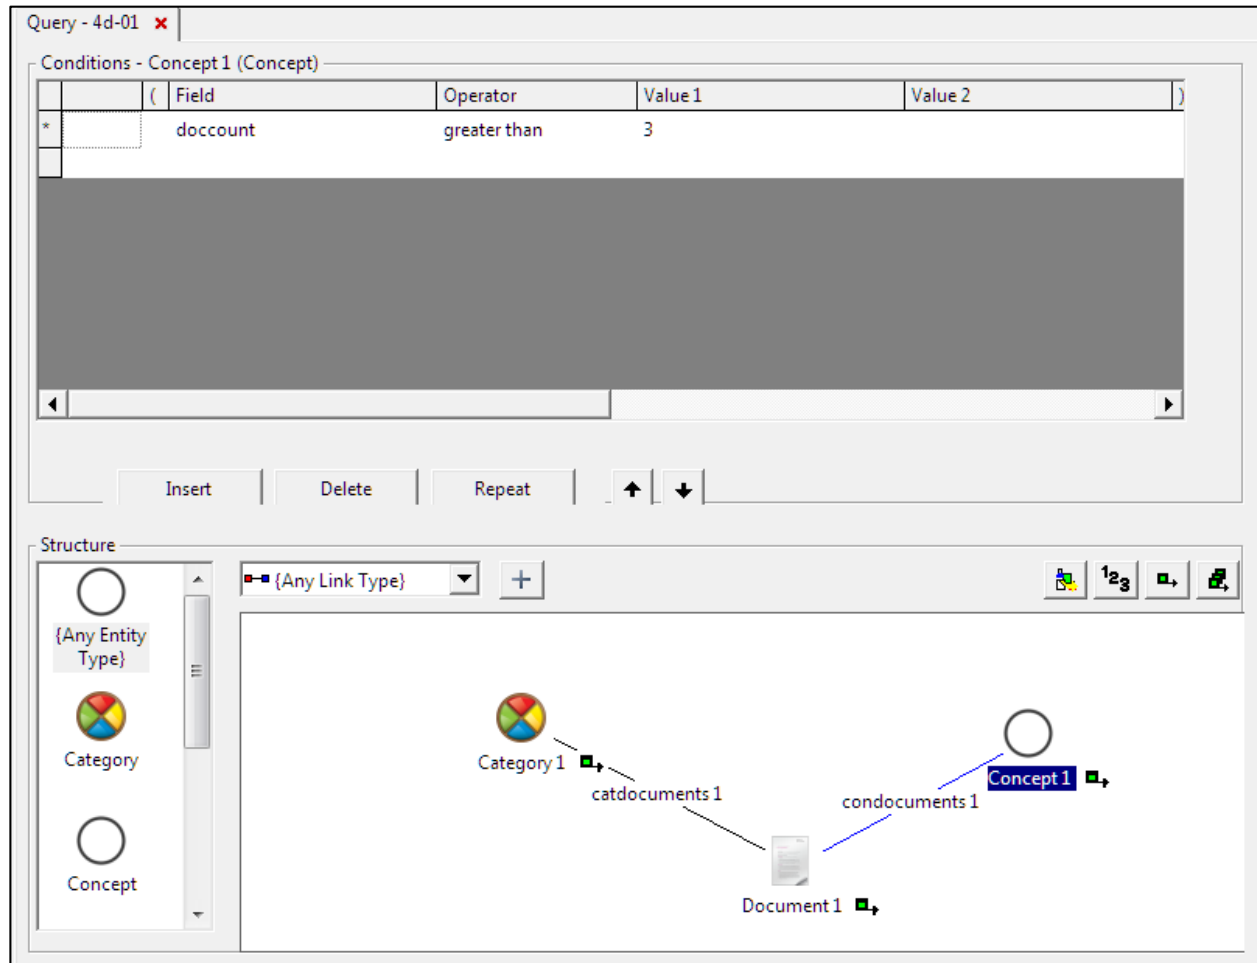 Query - 4d-01
Conditions - Concept 1 (Concept)
( Field Operator Value 1 Value 2 )
* doccount greater than 3
Insert Delete Repeat
Structure
{Any Link Type} +
123
{Any Entity
Type}
Category
Concept
Category 1
Concept 1
catdocuments 1
condocuments 1
Document 1